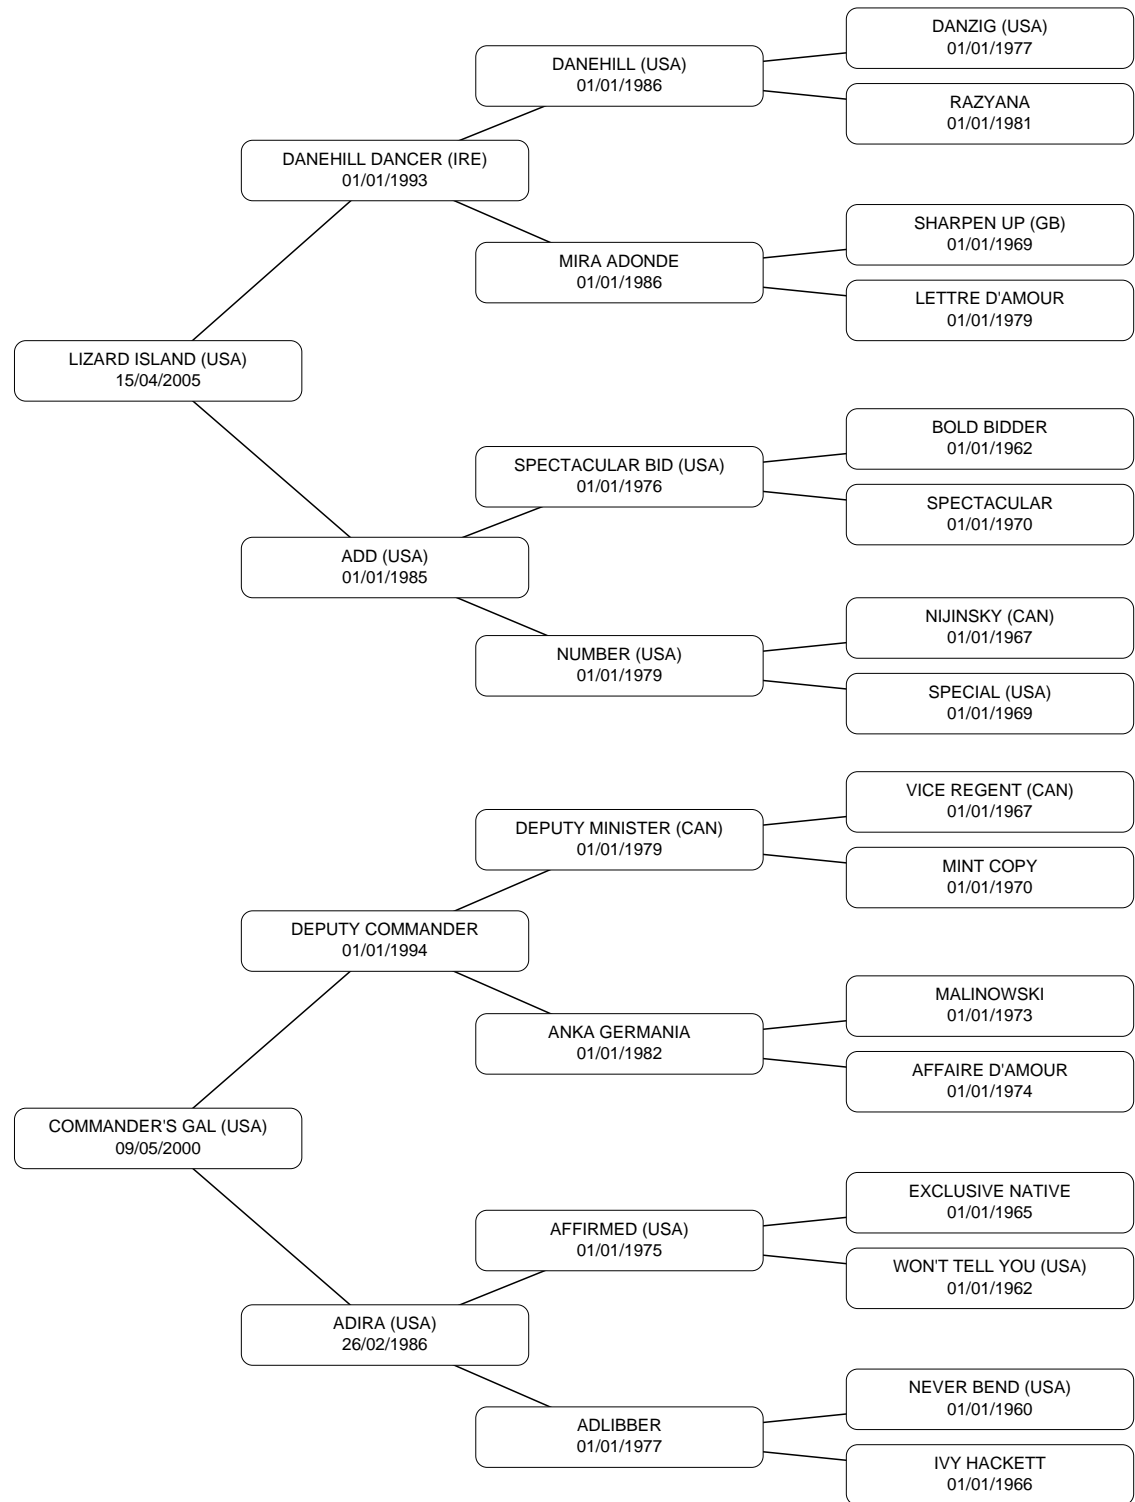 DANZIG (USA)
01/01/1977
DANEHILL (USA)
01/01/1986
RAZYANA
01/01/1981
DANEHILL DANCER (IRE)
01/01/1993
SHARPEN UP (GB)
01/01/1969
MIRA ADONDE
01/01/1986
LETTRE D'AMOUR
01/01/1979
LIZARD ISLAND (USA)
15/04/2005
BOLD BIDDER
01/01/1962
SPECTACULAR BID (USA)
01/01/1976
SPECTACULAR
01/01/1970
ADD (USA)
01/01/1985
NIJINSKY (CAN)
01/01/1967
NUMBER (USA)
01/01/1979
SPECIAL (USA)
01/01/1969
VICE REGENT (CAN)
01/01/1967
DEPUTY MINISTER (CAN)
01/01/1979
MINT COPY
01/01/1970
DEPUTY COMMANDER
01/01/1994
MALINOWSKI
01/01/1973
ANKA GERMANIA
01/01/1982
AFFAIRE D'AMOUR
01/01/1974
COMMANDER'S GAL (USA)
09/05/2000
EXCLUSIVE NATIVE
01/01/1965
AFFIRMED (USA)
01/01/1975
WON'T TELL YOU (USA)
01/01/1962
ADIRA (USA)
26/02/1986
NEVER BEND (USA)
01/01/1960
ADLIBBER
01/01/1977
IVY HACKETT
01/01/1966